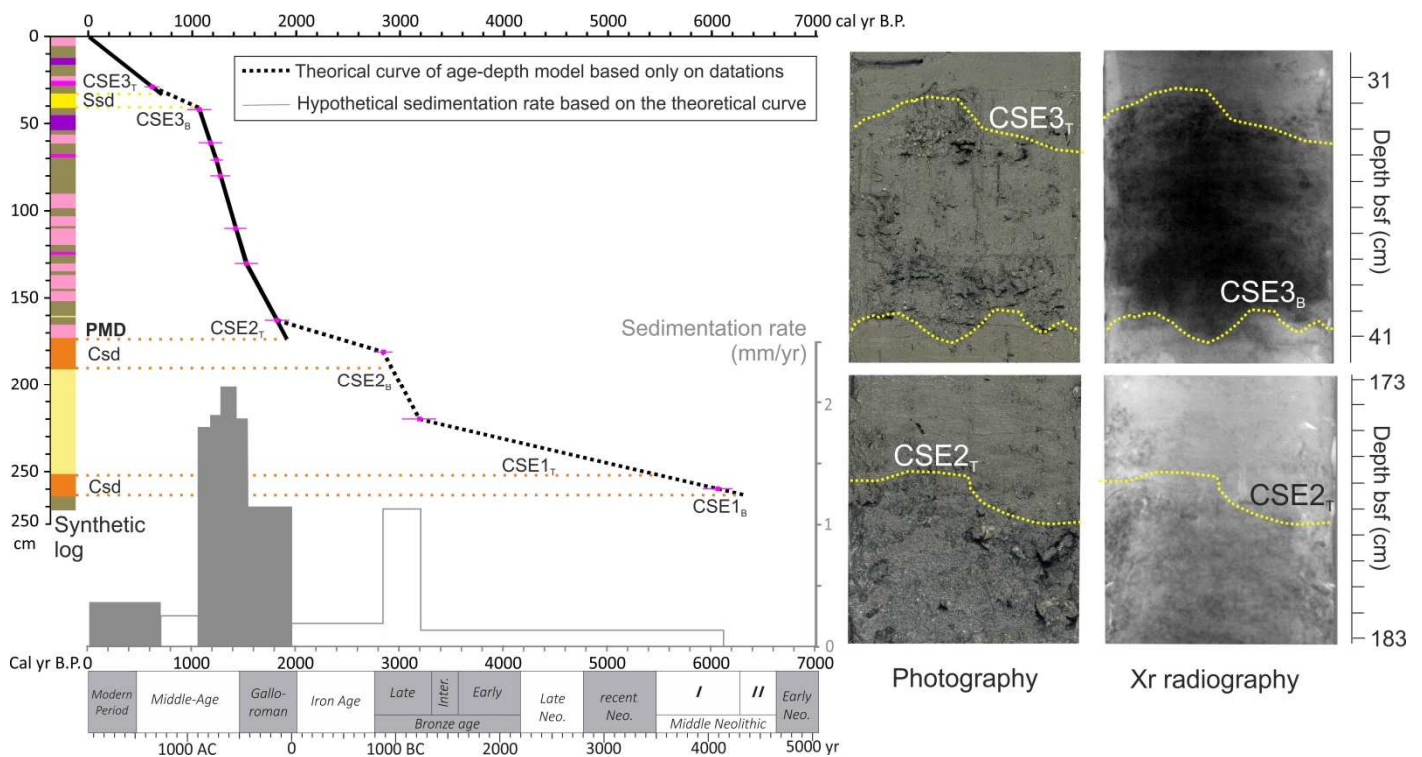 0 1000 2000 3000 4000 5000 6000 7000 cal yr B.P.
0
50
100
150
200
250
250
cm
CSE3T
Ssd
CSE3B
PMD
CSE2T
Csd
CSE2B
CSE1T
Csd
CSE1B
Synthetic
log
Theorical curve of age-depth model based only on datations
Hypothetical sedimentation rate based on the theoretical curve
Sedimentation rate
(mm/yr)
2
1
0
Cal yr B.P. 0 1000 2000 3000 4000 5000 6000 7000
Modern
Period
Middle-Age
Gallo-
roman
Iron Age
Late
Inter.
Early
Bronze age
Late
Neo.
recent
Neo.
I
II
Middle Neolithic
Early
Neo.
1000 AC 0 1000 BC 2000 3000 4000 5000 yr
CSE3T
CSE3B
31
Depth bsf (cm)
41
CSE2T
CSE2T
173
Depth bsf (cm)
183
Photography
Xr radiography